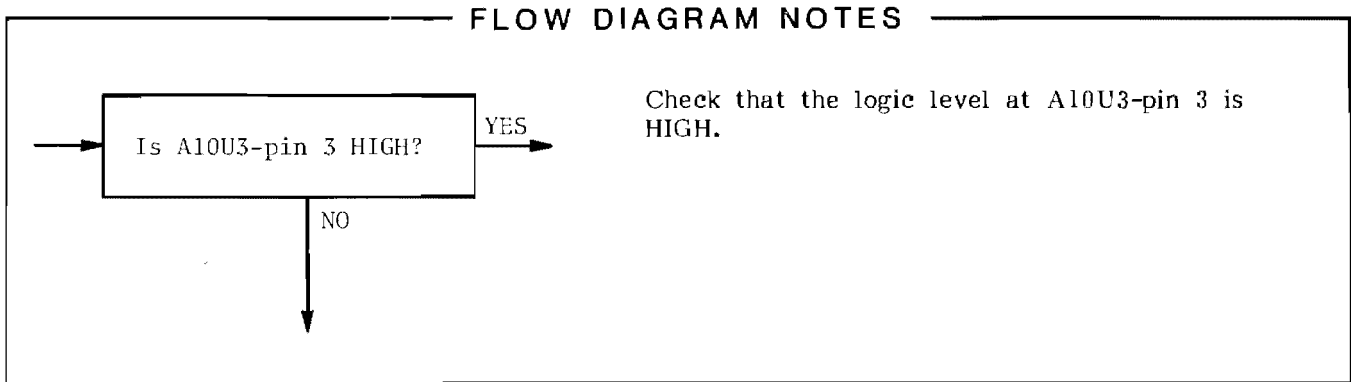 FLOW DIAGRAM NOTES
Is A10U3-pin 3 HIGH?
YES
NO
Check that the logic level at A10U3-pin 3 is
HIGH.